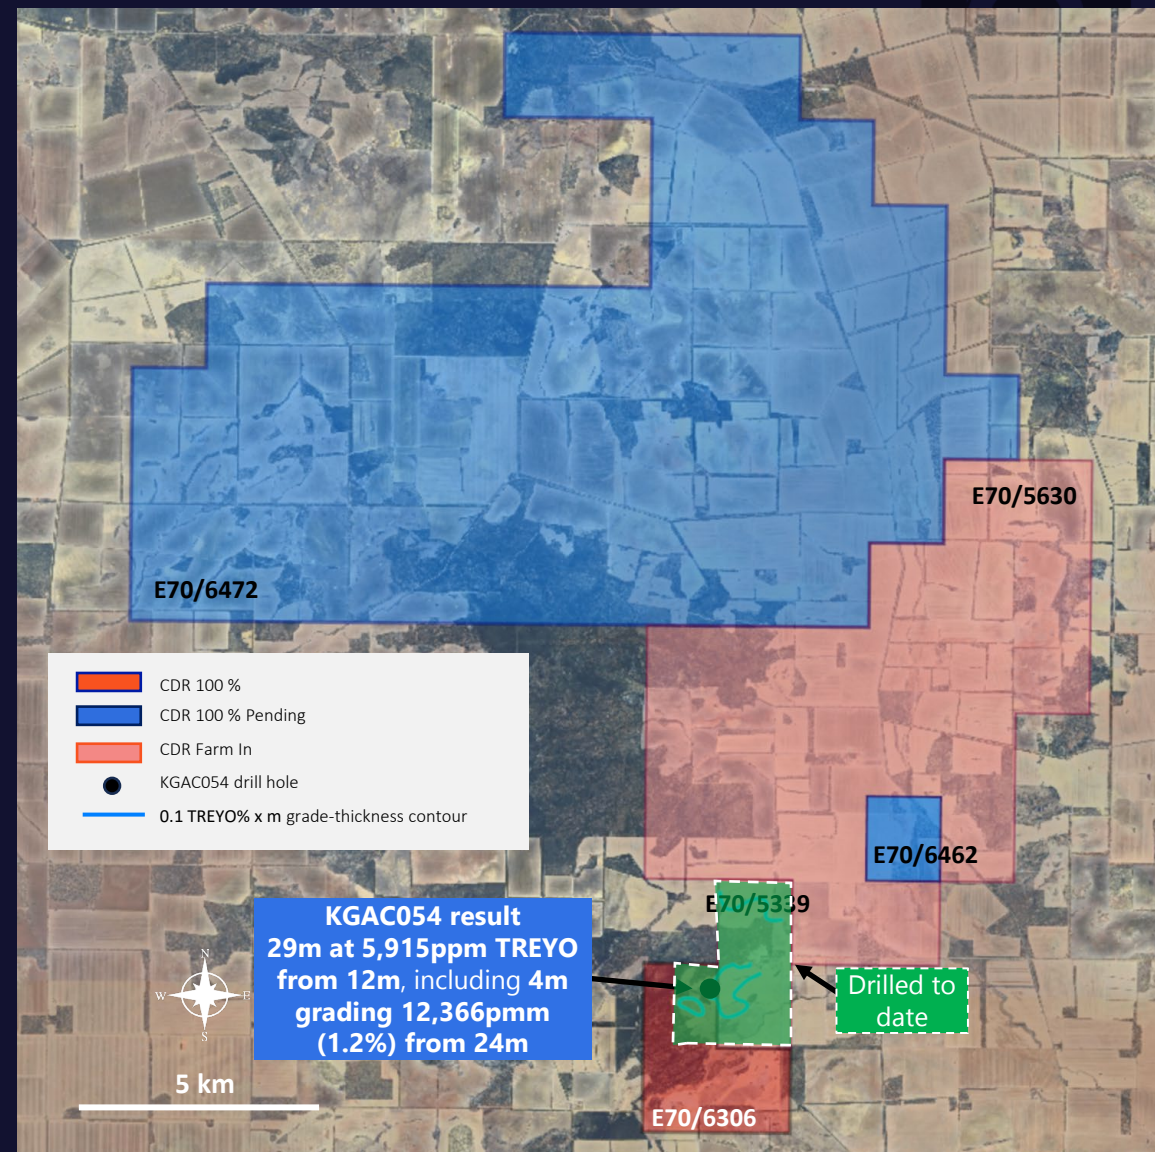 E70/5630
E70/6472
CDR 100 %
CDR 100 % Pending
CDR Farm In
KGAC054 drill hole
0.1 TREYO% x m grade-thickness contour
E70/6462
E70/5339
KGAC054 result
29m at 5,915ppm TREYO
from 12m, including 4m
grading 12,366pmm
(1.2%) from 24m
Drilled to
date
N
W
E
S
5 km
E70/6306